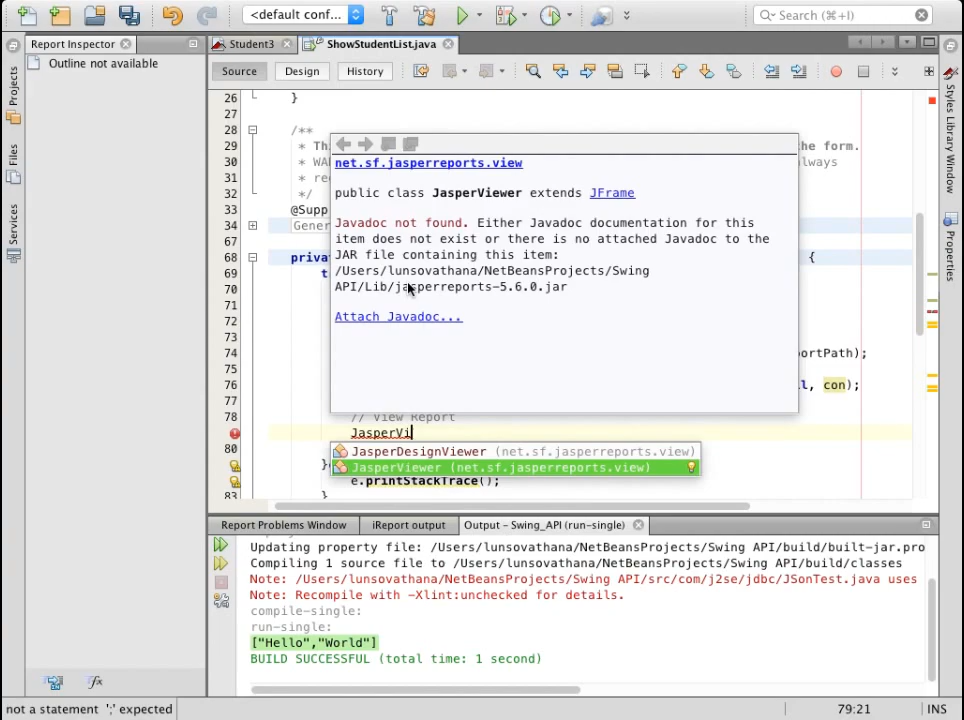 <default conf...
Search (⌘+I)
Report Inspector
Student3
ShowStudentList.java
Outline not available
Source
Design
History
Projects
Files
Services
Styles Library Window
Properties
26 }
28 /**
29 * Th he form.
30 * WA lways
31 * re
32 */
33 @Supp
34 Gener
67
68 priva {
69 t
70
71
72
73
74 ortPath);
75
76 l, con);
78 // View Report
JasperVi
80
}
e.printStackTrace();
83 }
net.sf.jasperreports.view
public class JasperViewer extends JFrame
Javadoc not found. Either Javadoc documentation for this
item does not exist or there is no attached Javadoc to the
JAR file containing this item:
/Users/lunsovathana/NetBeansProjects/Swing
API/Lib/jasperreports-5.6.0.jar
Attach Javadoc...
JasperDesignViewer (net.sf.jasperreports.view)
JasperViewer (net.sf.jasperreports.view)
Report Problems Window
iReport output
Output – Swing_API (run-single)
Updating property file: /Users/lunsovathana/NetBeansProjects/Swing API/build/built-jar.pro
Compiling 1 source file to /Users/lunsovathana/NetBeansProjects/Swing API/build/classes
Note: /Users/lunsovathana/NetBeansProjects/Swing API/src/com/j2se/jdbc/JSonTest.java uses
Note: Recompile with -Xlint:unchecked for details.
compile-single:
run-single:
["Hello","World"]
BUILD SUCCESSFUL (total time: 1 second)
fx
not a statement ';' expected
79:21
INS